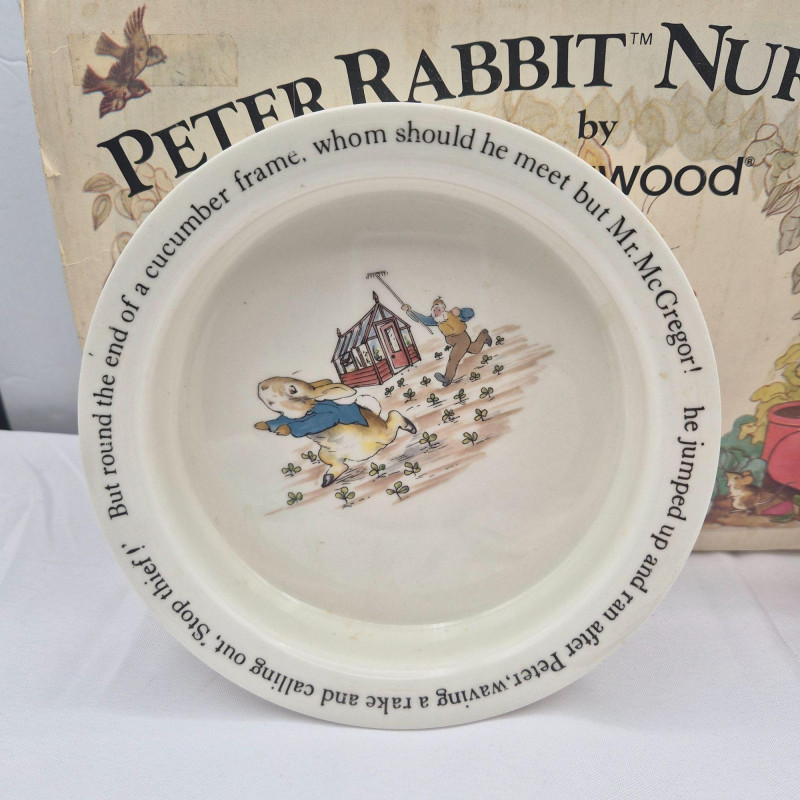 PETER RABBIT™ NUR
by
wood®
But round the end of a cucumber frame, whom should he meet but Mr. McGregor! he jumped up and ran after Peter, waving a rake and calling out, 'Stop thief!'